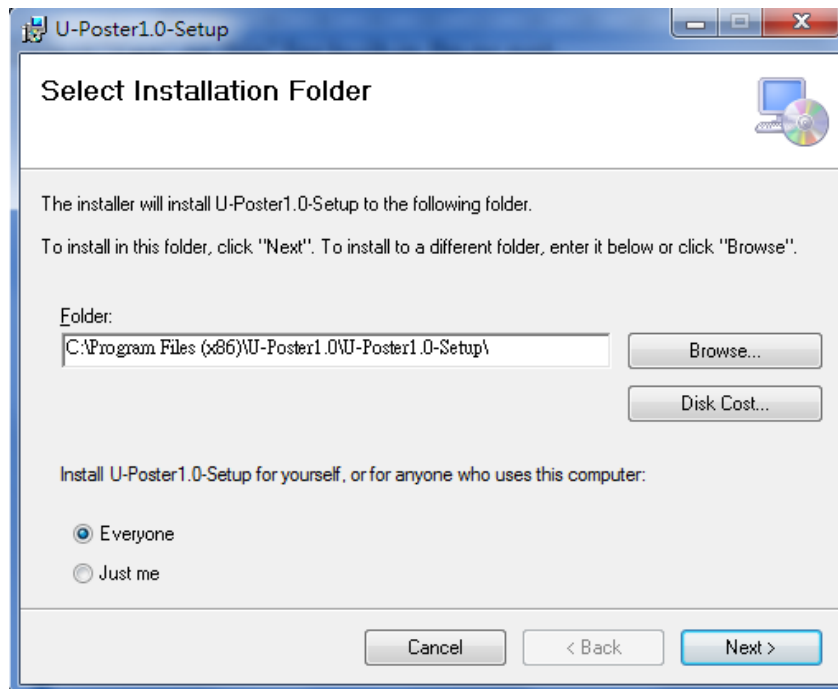 U-Poster1.0-Setup
Select Installation Folder
The installer will install U-Poster1.0-Setup to the following folder.
To install in this folder, click "Next". To install to a different folder, enter it below or click "Browse".
Folder:
C:\Program Files (x86)\U-Poster1.0\U-Poster1.0-Setup\
Browse...
Disk Cost...
Install U-Poster1.0-Setup for yourself, or for anyone who uses this computer:
Everyone
Just me
Cancel
< Back
Next >